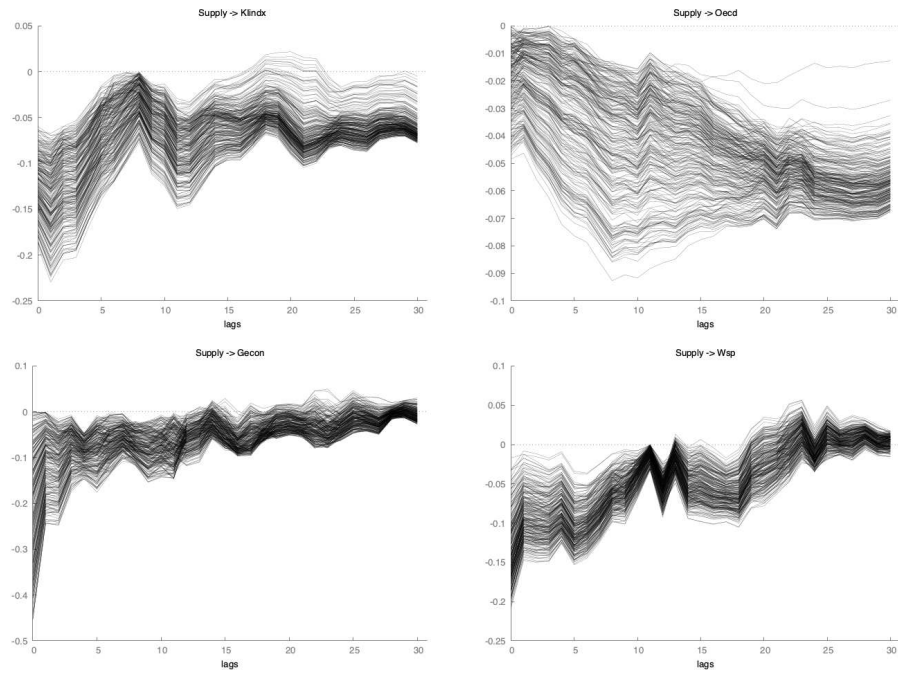 Supply -> Klindx
0.05
0
-0.05
-0.1
-0.15
-0.2
-0.25
0 5 10 15 20 25 30
lags
Supply -> Oecd
0
-0.01
-0.02
-0.03
-0.04
-0.05
-0.06
-0.07
-0.08
-0.09
-0.1
0 5 10 15 20 25 30
lags
Supply -> Gecon
0.1
0
-0.1
-0.2
-0.3
-0.4
-0.5
0 5 10 15 20 25 30
lags
Supply -> Wsp
0.1
0.05
0
-0.05
-0.1
-0.15
-0.2
-0.25
0 5 10 15 20 25 30
lags